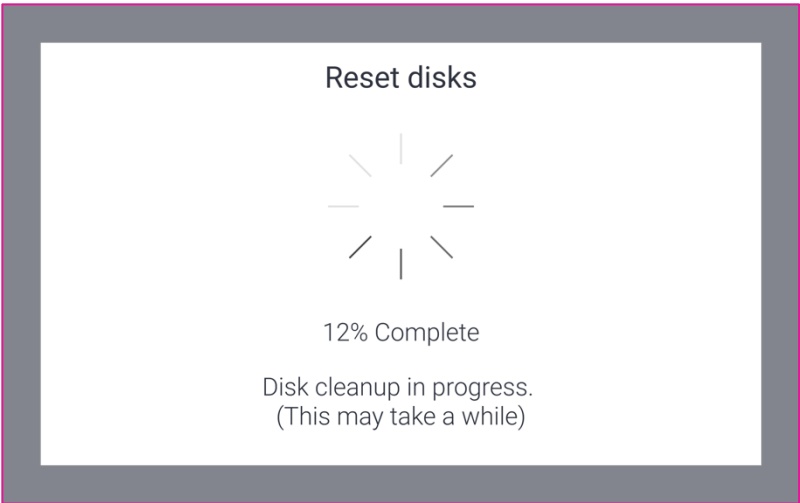 Reset disks
12% Complete
Disk cleanup in progress.
(This may take a while)